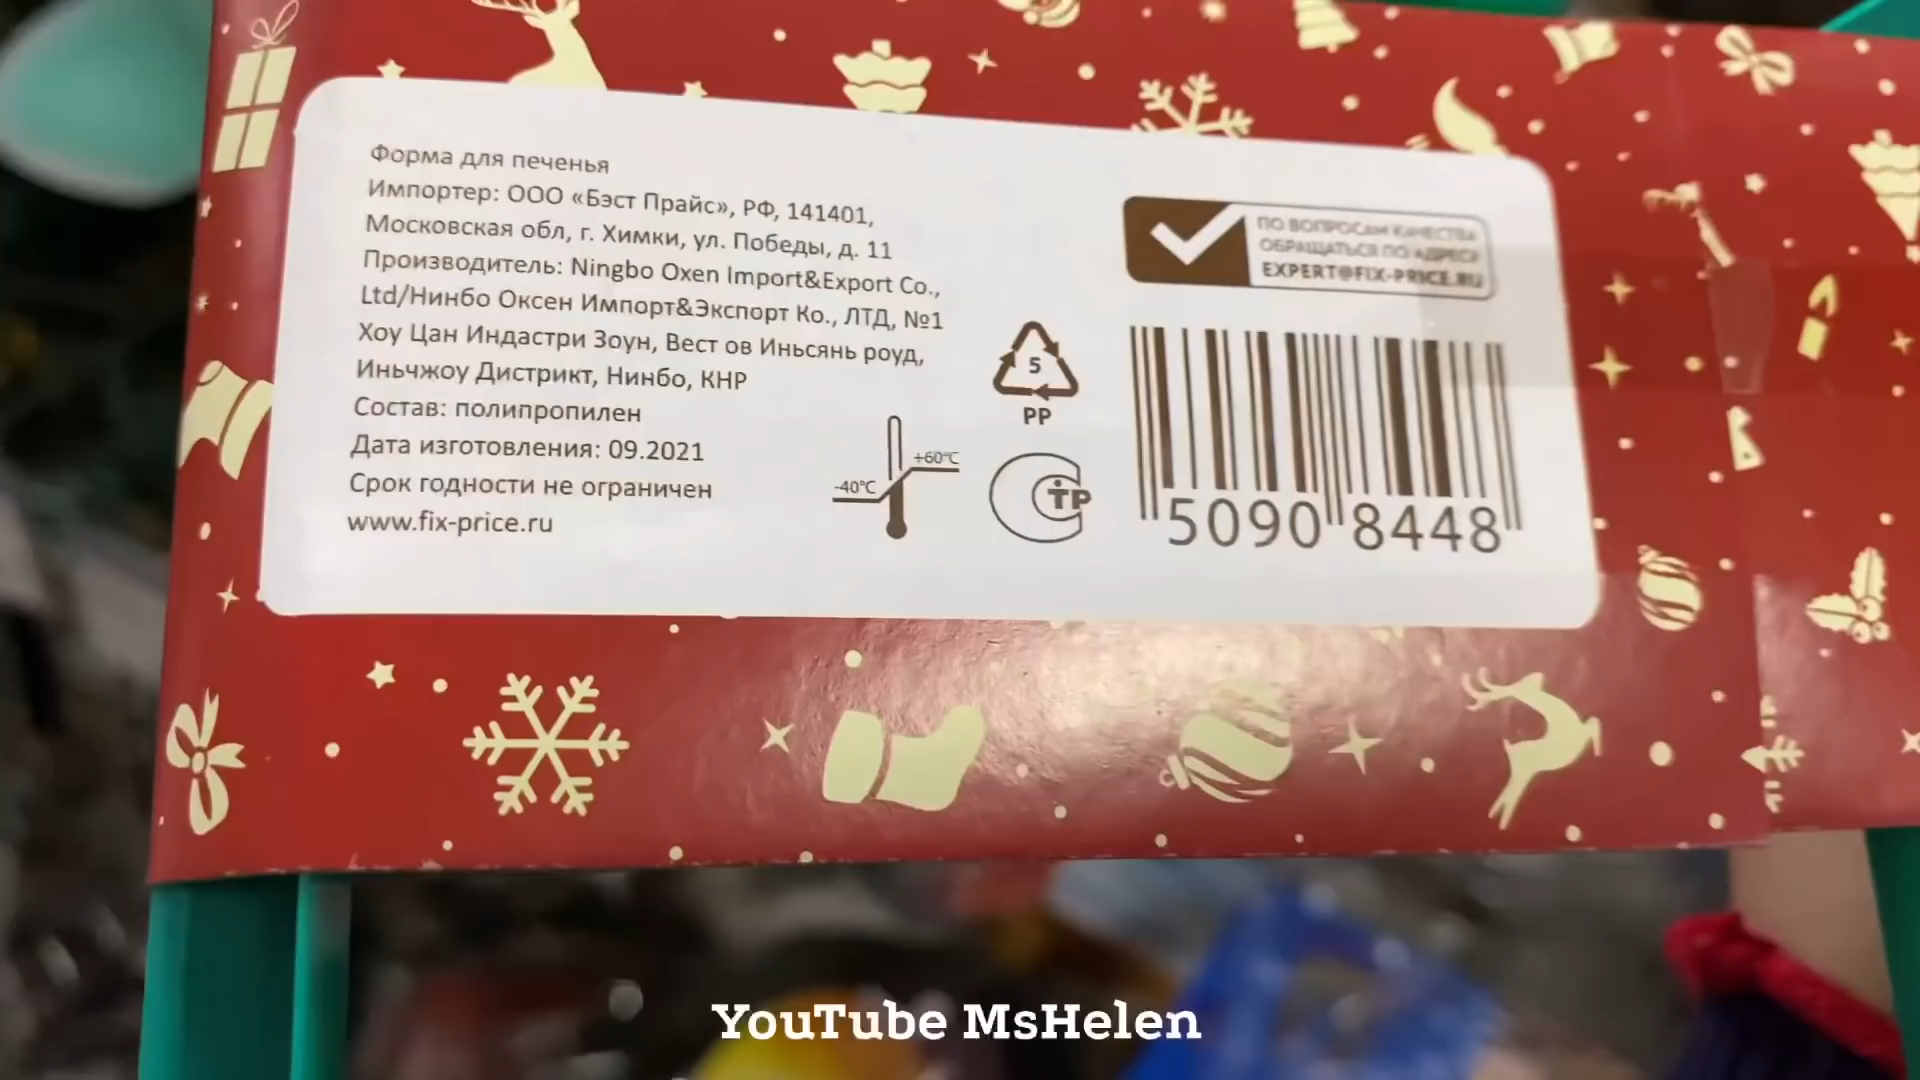 Форма для печенья
Импортер: ООО «Бэст Прайс», РФ, 141401,
Московская обл, г. Химки, ул. Победы, д. 11
Производитель: Ningbo Oxen Import&Export Co.,
Ltd/Нинбо Оксен Импорт&Экспорт Ко., ЛТД, №1
Хоу Цан Индастри Зоун, Вест ов Иньсянь роуд,
Иньчжоу Дистрикт, Нинбо, КНР
Состав: полипропилен
Дата изготовления: 09.2021
Срок годности не ограничен
www.fix-price.ru
-40°C
+60°C
5
PP
СТР
ПО ВОПРОСАМ КАЧЕСТВА
ОБРАЩАТЬСЯ ПО АДРЕСУ
EXPERT@FIX-PRICE.RU
5090 8448
YouTube MsHelen